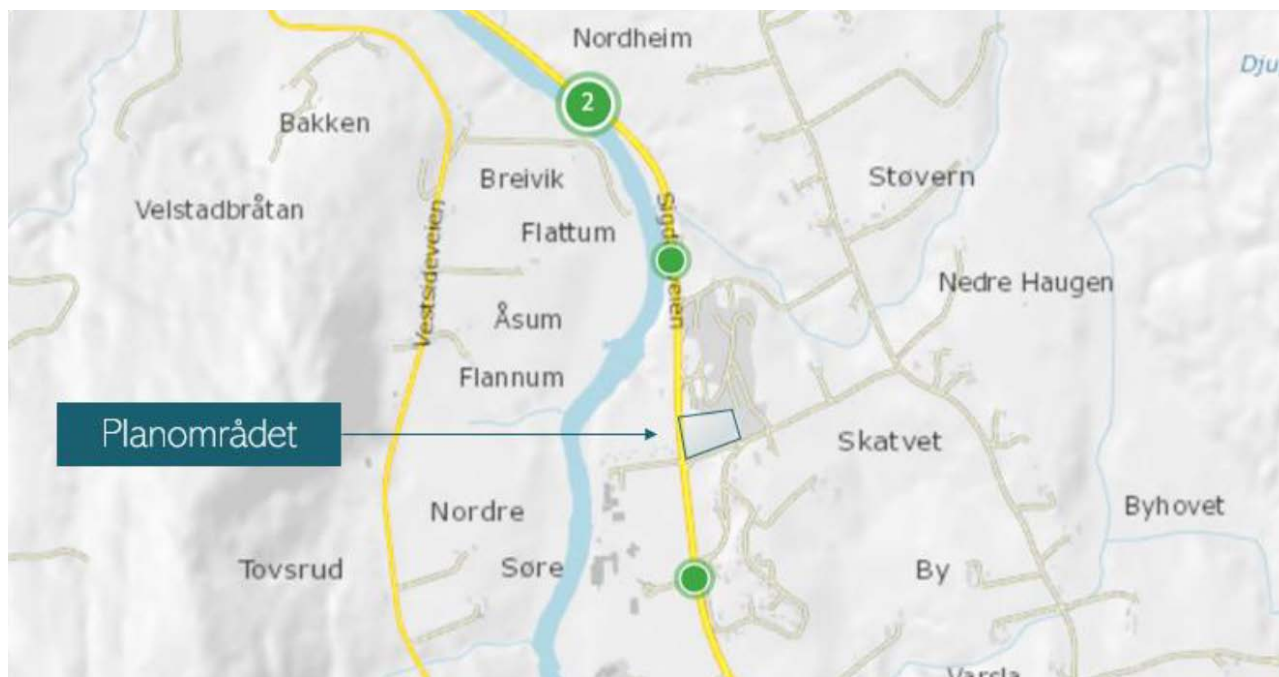 Nordheim
Dju
2
Bakken
Støvern
Breivik
Velstadbråtan
Flattum
Vestsideveien
Nedre Haugen
Åsum
Flannum
Planområdet
Skatvet
Nordre
Byhovet
Tovsrud
Søre
By